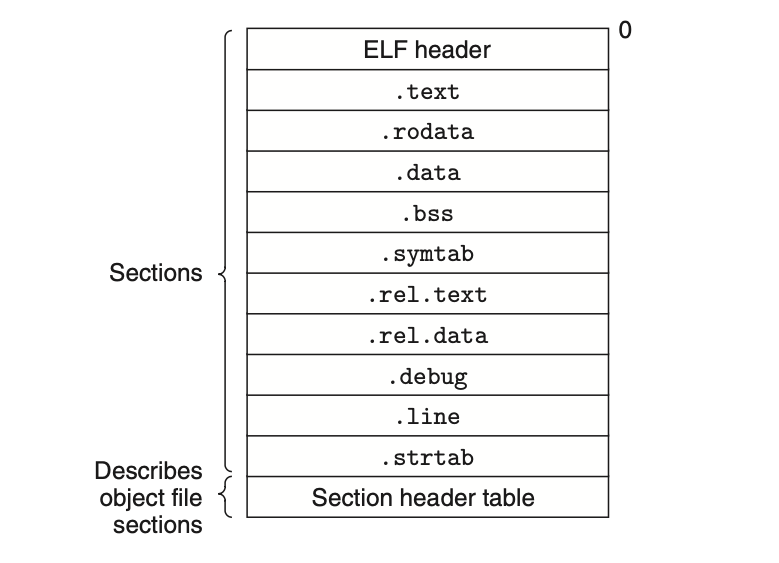 0
ELF header
.text
.rodata
.data
.bss
.symtab
Sections
.rel.text
.rel.data
.debug
.line
.strtab
Describes
object file
sections
Section header table